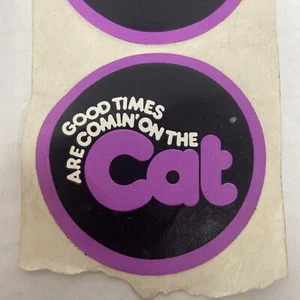 GOOD TIMES
ARE COMIN' ON THE
Cat